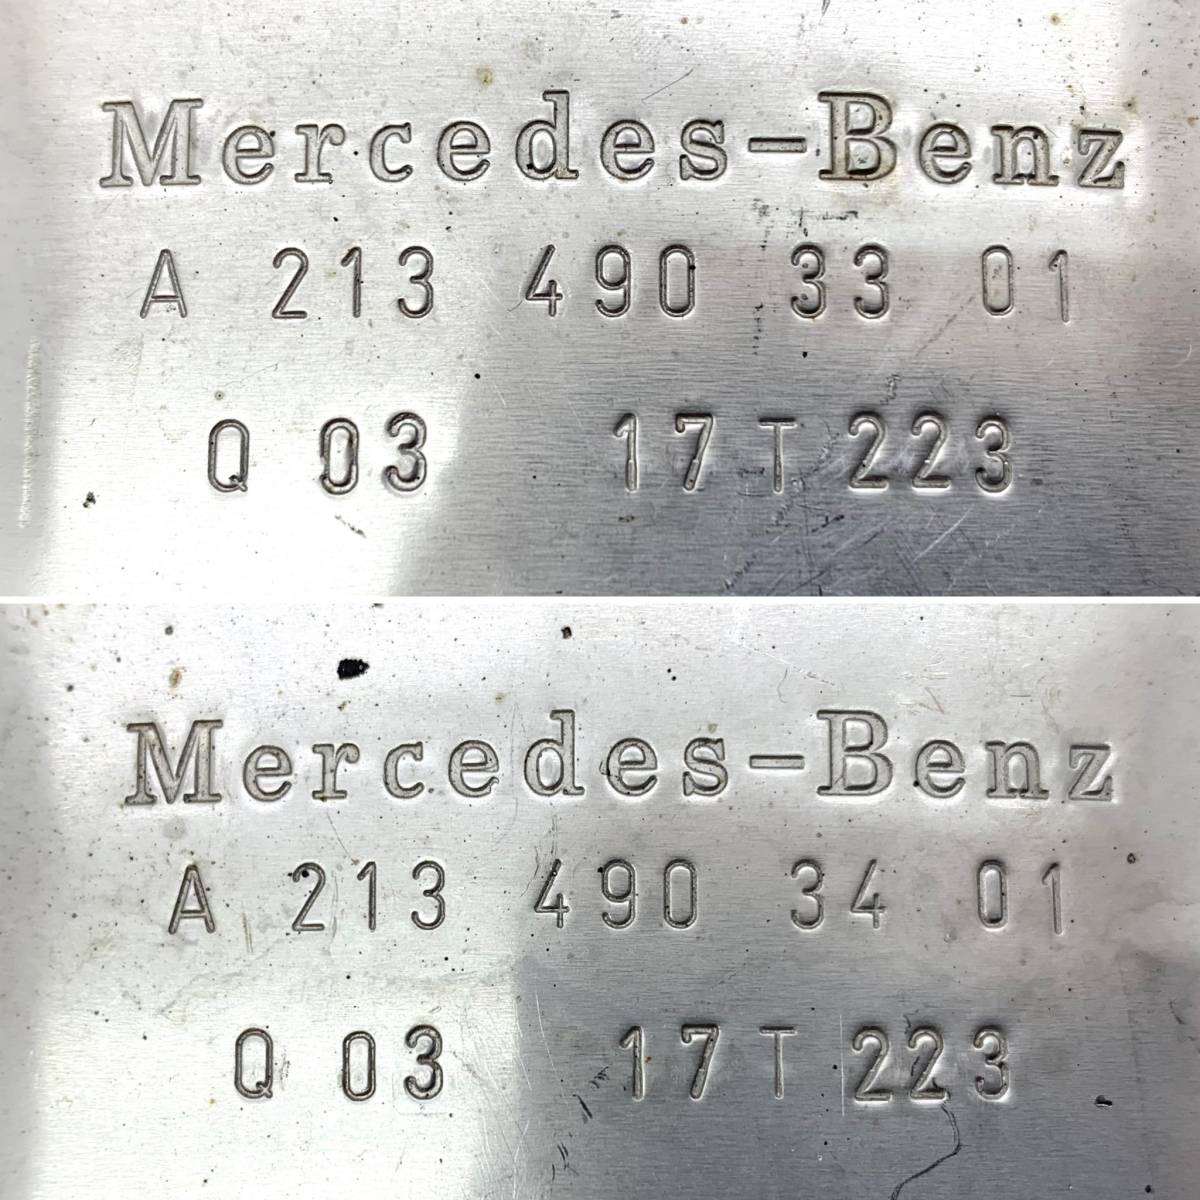 Mercedes-Benz
A 213 490 33 01
Q 03 17 T 223
Mercedes-Benz
A 213 490 34 01
Q 03 17 T 223